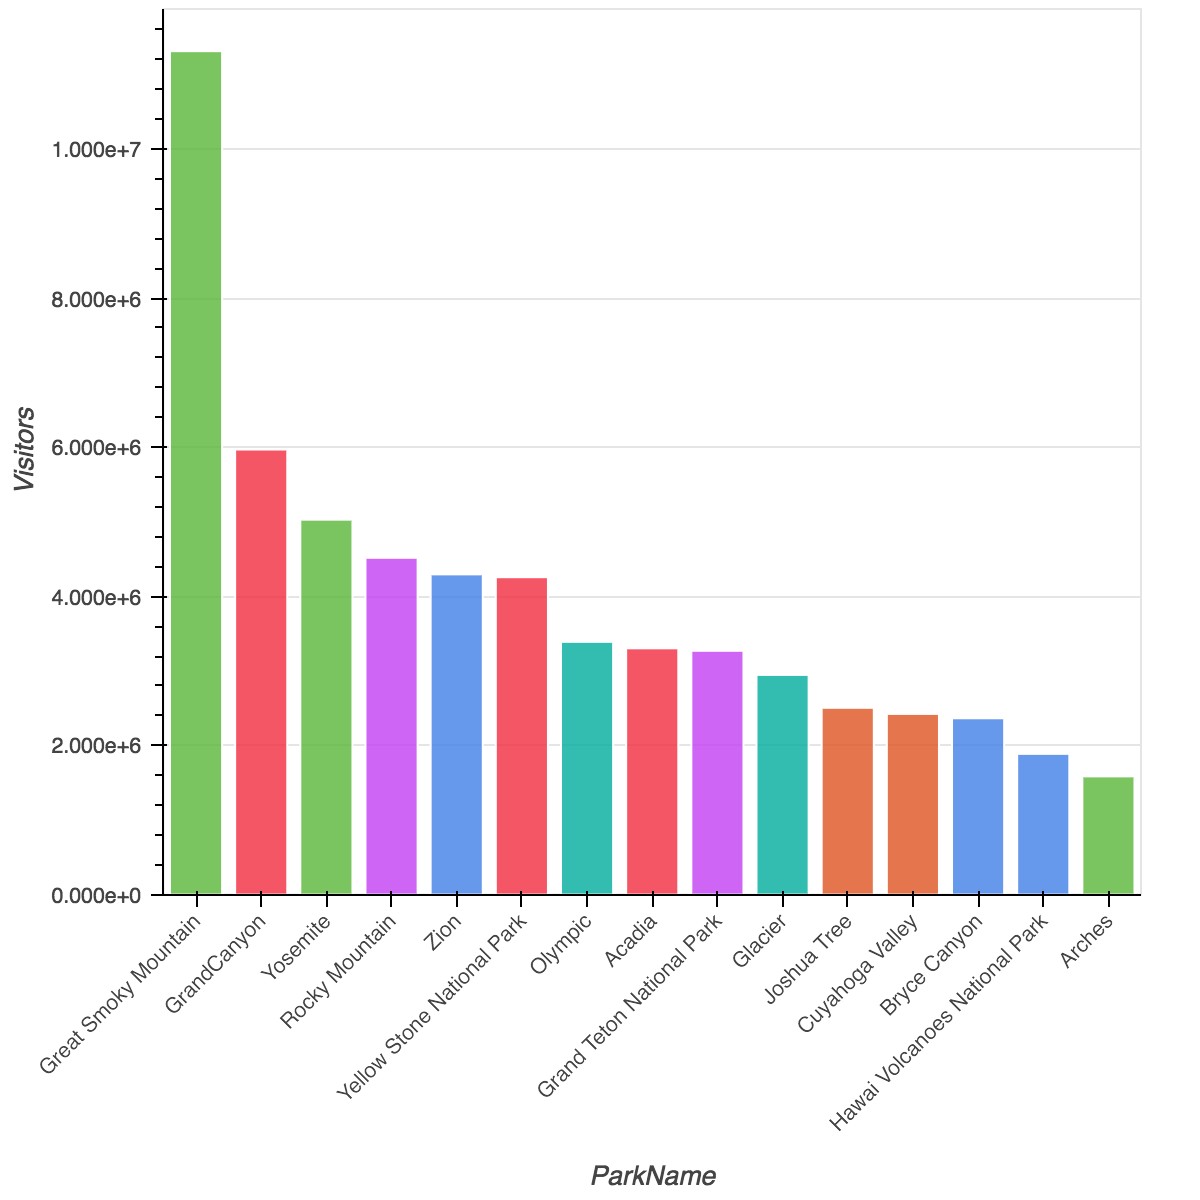 1.000e+7
8.000e+6
6.000e+6
4.000e+6
2.000e+6
0.000e+0
Visitors
Great Smoky Mountain
GrandCanyon
Yosemite
Rocky Mountain
Zion
Yellow Stone National Park
Olympic
Acadia
Grand Teton National Park
Glacier
Joshua Tree
Cuyahoga Valley
Bryce Canyon
Hawai Volcanoes National Park
Arches
ParkName